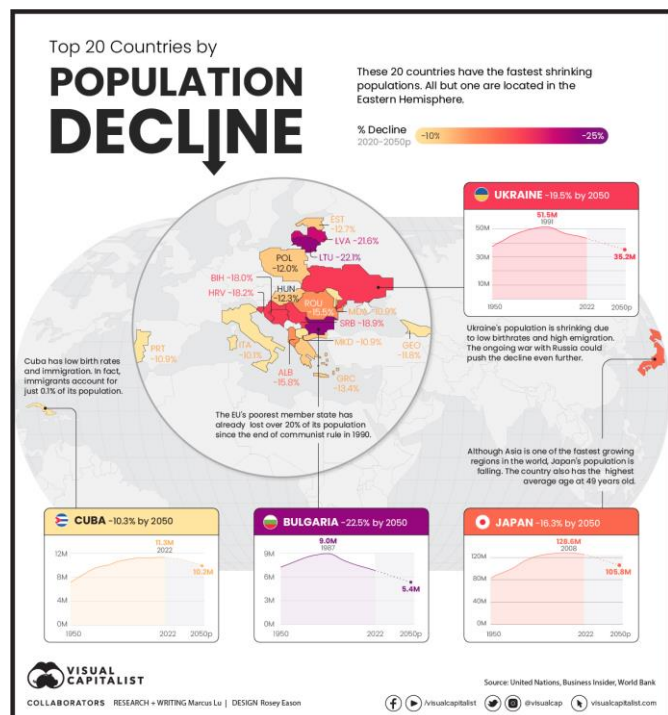 Top 20 Countries by
POPULATION
DECLINE
These 20 countries have the fastest shrinking
populations. All but one are located in the
Eastern Hemisphere.
% Decline
2020-2050p
-10%
-25%
EST
-12.7%
LVA -21.6%
LTU -22.1%
POL
-12.0%
BIH -18.0%
HRV -18.2%
HUN
-12.3%
ROU
-15.5%
SRB -18.9%
MKD -10.9%
GEO
-11.8%
PRT
-10.9%
ITA
-10.1%
ALB
-15.8%
GRC
-13.4%
UKRAINE -19.5% by 2050
51.5M
1991
50M
30M
10M
35.2M
1950
2022
2050p
Ukraine's population is shrinking due
to low birthrates and high emigration.
The ongoing war with Russia could
push the decline even further.
Cuba has low birth rates
and immigration. In fact,
immigrants account for
just 0.1% of its population.
The EU's poorest member state has
already lost over 20% of its population
since the end of communist rule in 1990.
Although Asia is one of the fastest growing
regions in the world, Japan's population is
falling. The country also has the highest
average age at 49 years old.
CUBA -10.3% by 2050
11.3M
2022
12M
8M
4M
0M
10.2M
1950
2022
2050p
BULGARIA -22.5% by 2050
9.0M
1987
9M
6M
3M
0M
5.4M
1950
2022
2050p
JAPAN -16.3% by 2050
128.6M
2008
120M
80M
40M
0M
105.8M
1950
2022
2050p
VISUAL
CAPITALIST
Source: United Nations, Business Insider, World Bank
COLLABORATORS RESEARCH + WRITING Marcus Lu | DESIGN Rosey Eason
/visualcapitalist
@visualcap
visualcapitalist.com